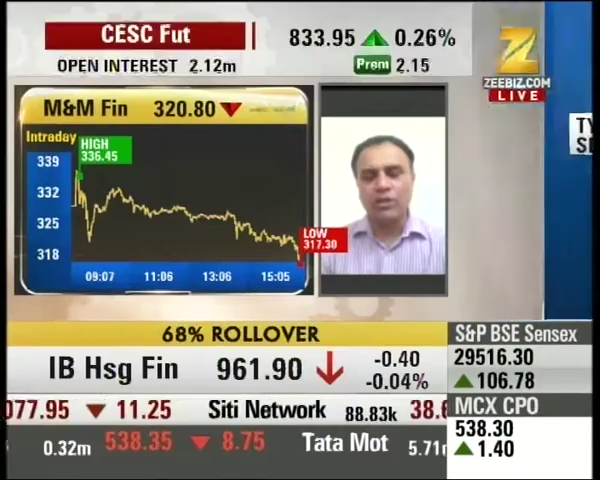 CESC Fut
833.95 ▲ 0.26%
OPEN INTEREST 2.12m
Prem 2.15
Z
ZEEBIZ.COM
LIVE
M&M Fin 320.80 ▼
Intraday
HIGH
336.45
339
332
325
318
LOW
317.30
09:07 11:06 13:06 15:05
68% ROLLOVER
IB Hsg Fin 961.90 ↓ -0.40
-0.04%
S&P BSE Sensex
29516.30
▲ 106.78
MCX CPO
538.30
▲ 1.40
077.95 ▼ 11.25 Siti Network 88.83k 38.6
0.32m 538.35 ▼ 8.75 Tata Mot 5.71m